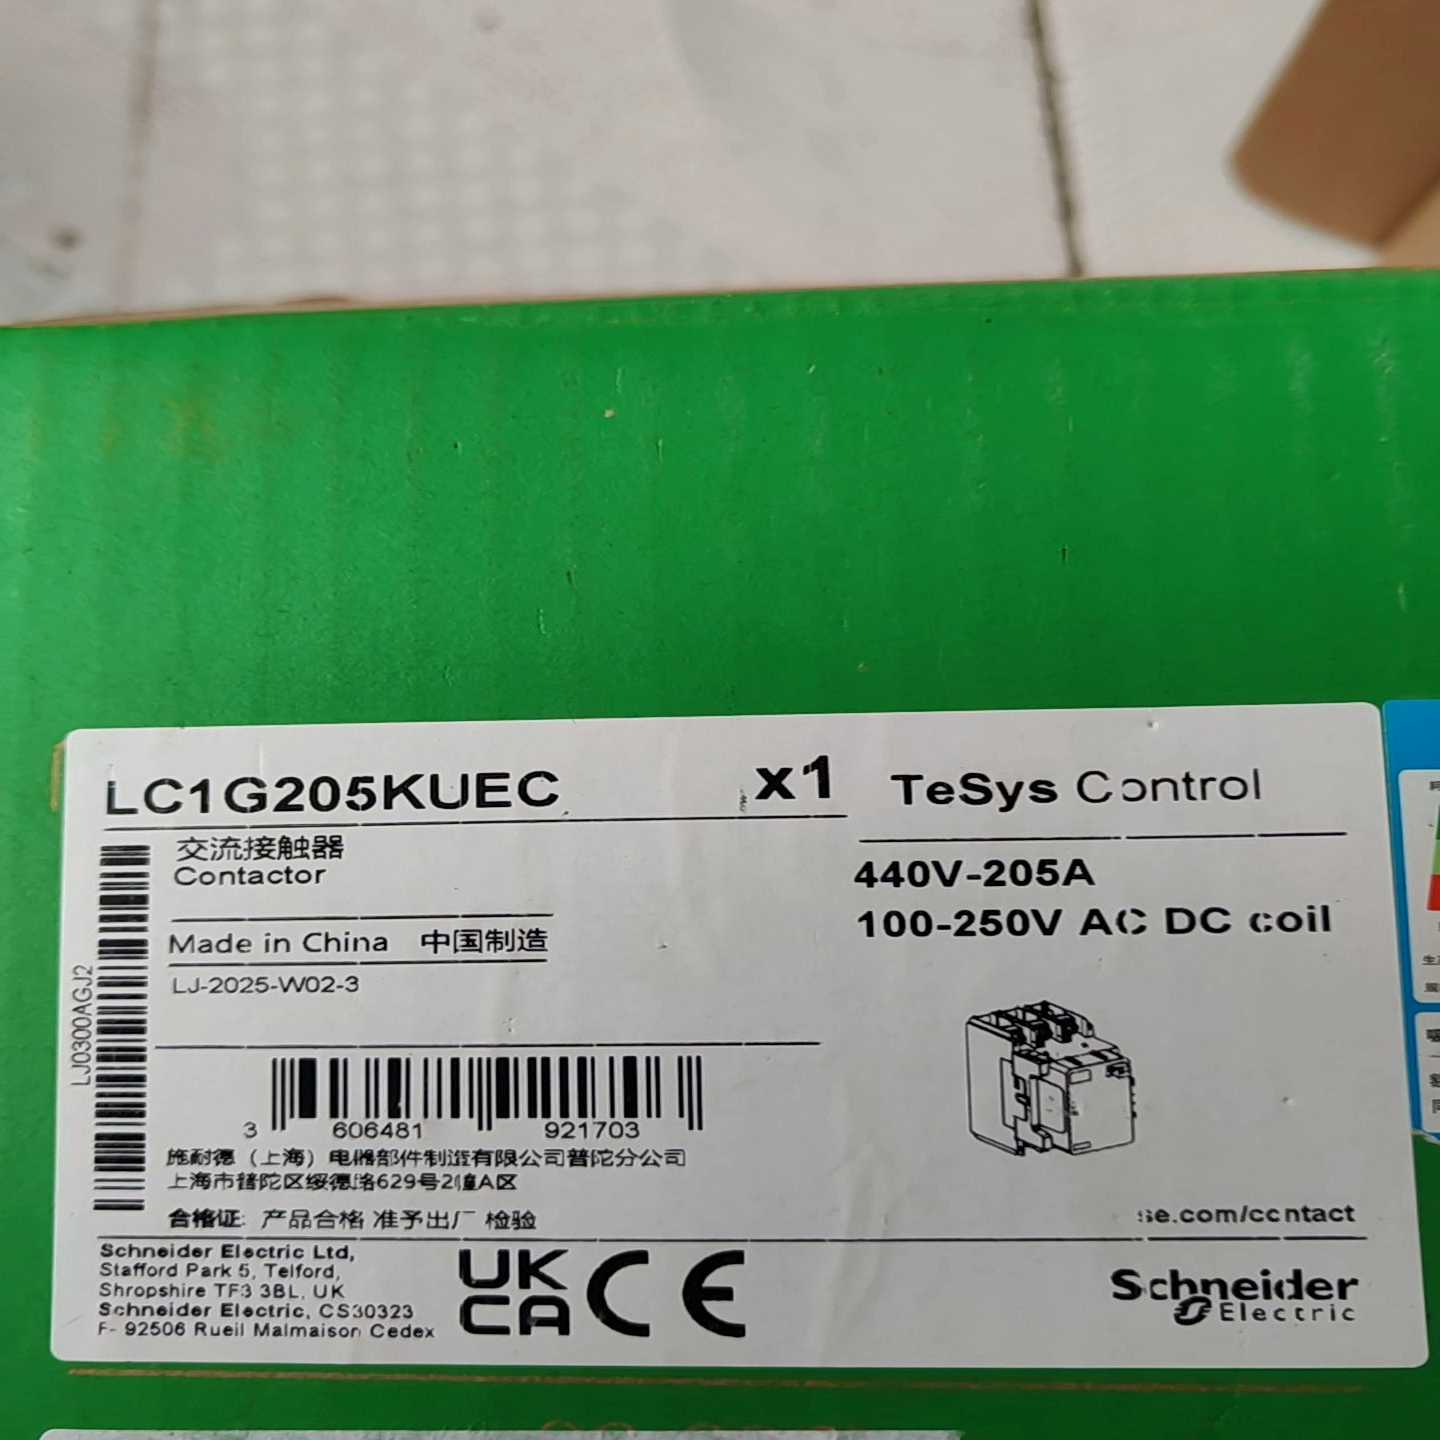 LC1G205KUEC x1
交流接触器
Contactor
Made in China 中国制造
LJ-2025-W02-3
LJ0300AGJ2
3 606481 921703
施耐德（上海）电器部件制造有限公司普陀分公司
上海市普陀区绥德路629号2幢A区
合格证: 产品合格 准予出厂 检验
Schneider Electric Ltd,
Stafford Park 5, Telford,
Shropshire TF3 3BL, UK
Schneider Electric, CS30323
F- 92506 Rueil Malmaison Cedex
UK
CA
CE
TeSys Control
440V-205A
100-250V AC DC coil
se.com/contact
Schneider
Electric